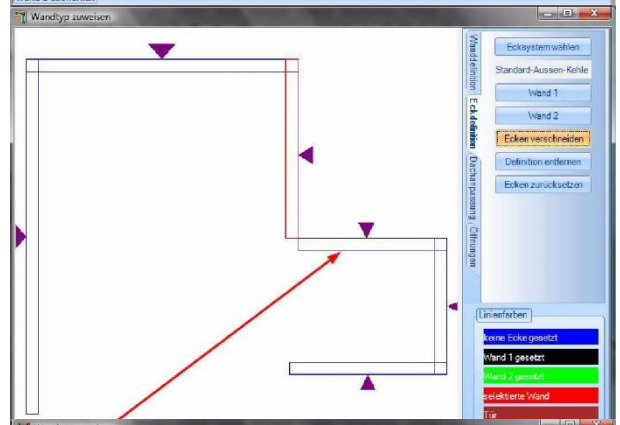 Wandtyp zuweisen
Wanddefinition
Eckdefinition
Dachanpassung
Öffnungen
Ecksystem wählen
Standard-Aussen-Kehle
Wand 1
Wand 2
Ecken verschneiden
Definition entfernen
Ecken zurücksetzen
Linienfarben
keine Ecke gesetzt
Wand 1 gesetzt
Wand 2 gesetzt
selektierte Wand
Tür